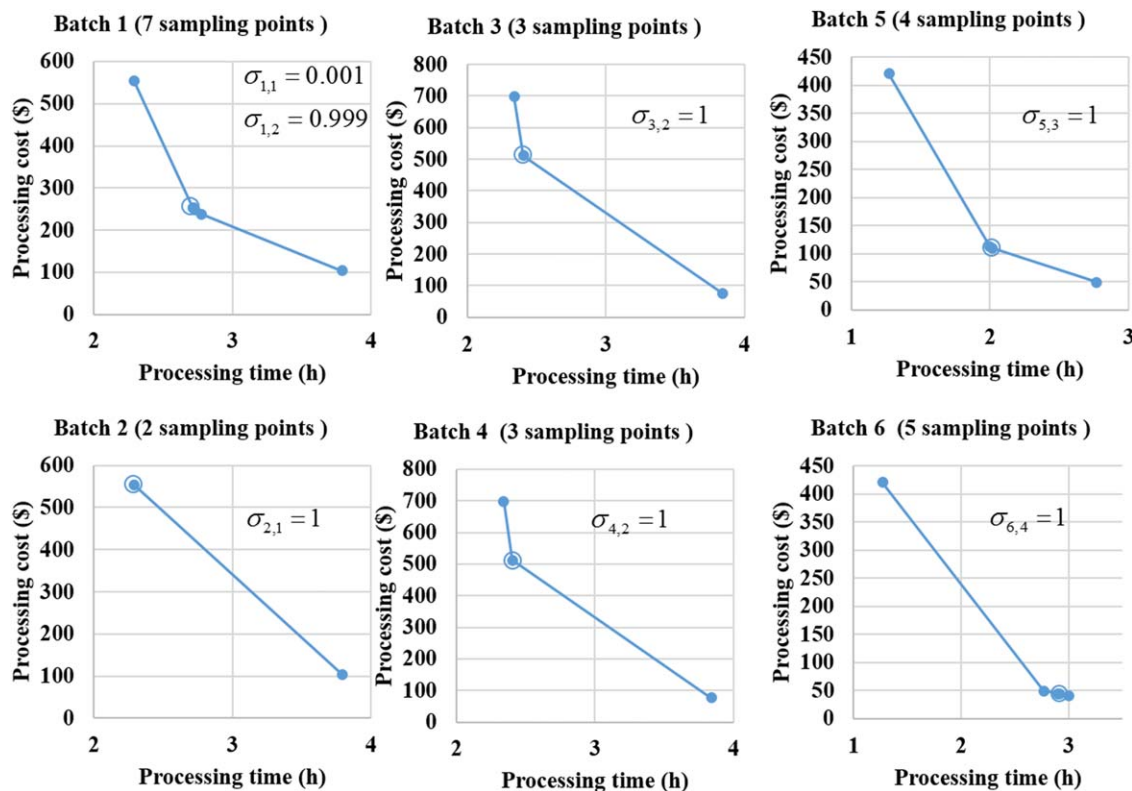 Batch 1 (7 sampling points )
Processing cost ($)
600
500
400
300
200
100
0
σ1,1 = 0.001
σ1,2 = 0.999
2 3 4
Processing time (h)
Batch 3 (3 sampling points )
Processing cost ($)
800
700
600
500
400
300
200
100
0
σ3,2 = 1
2 3 4
Processing time (h)
Batch 5 (4 sampling points )
Processing cost ($)
450
400
350
300
250
200
150
100
50
0
σ5,3 = 1
1 2 3
Processing time (h)
Batch 2 (2 sampling points )
Processing cost ($)
600
500
400
300
200
100
0
σ2,1 = 1
2 3 4
Processing time (h)
Batch 4 (3 sampling points )
Processing cost ($)
800
700
600
500
400
300
200
100
0
σ4,2 = 1
2 3 4
Processing time (h)
Batch 6 (5 sampling points )
Processing cost ($)
450
400
350
300
250
200
150
100
50
0
σ6,4 = 1
1 2 3
Processing time (h)